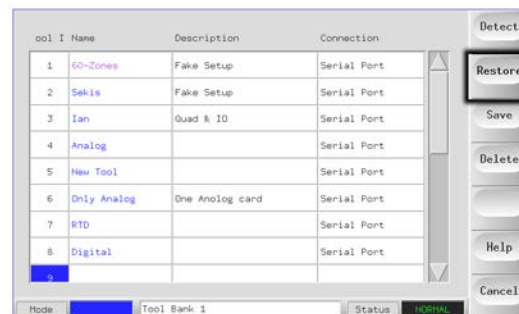 ool I Name Description Connection
1 60-Zones Fake Setup Serial Port
2 Sekis Fake Setup Serial Port
3 Ian Quad & IO Serial Port
4 Analog Serial Port
5 New Tool Serial Port
6 Only Analog One Anolog card Serial Port
7 RTD Serial Port
8 Digital Serial Port
9
Detect
Restore
Save
Delete
Help
Cancel
Mode Tool Bank 1 Status NORMAL